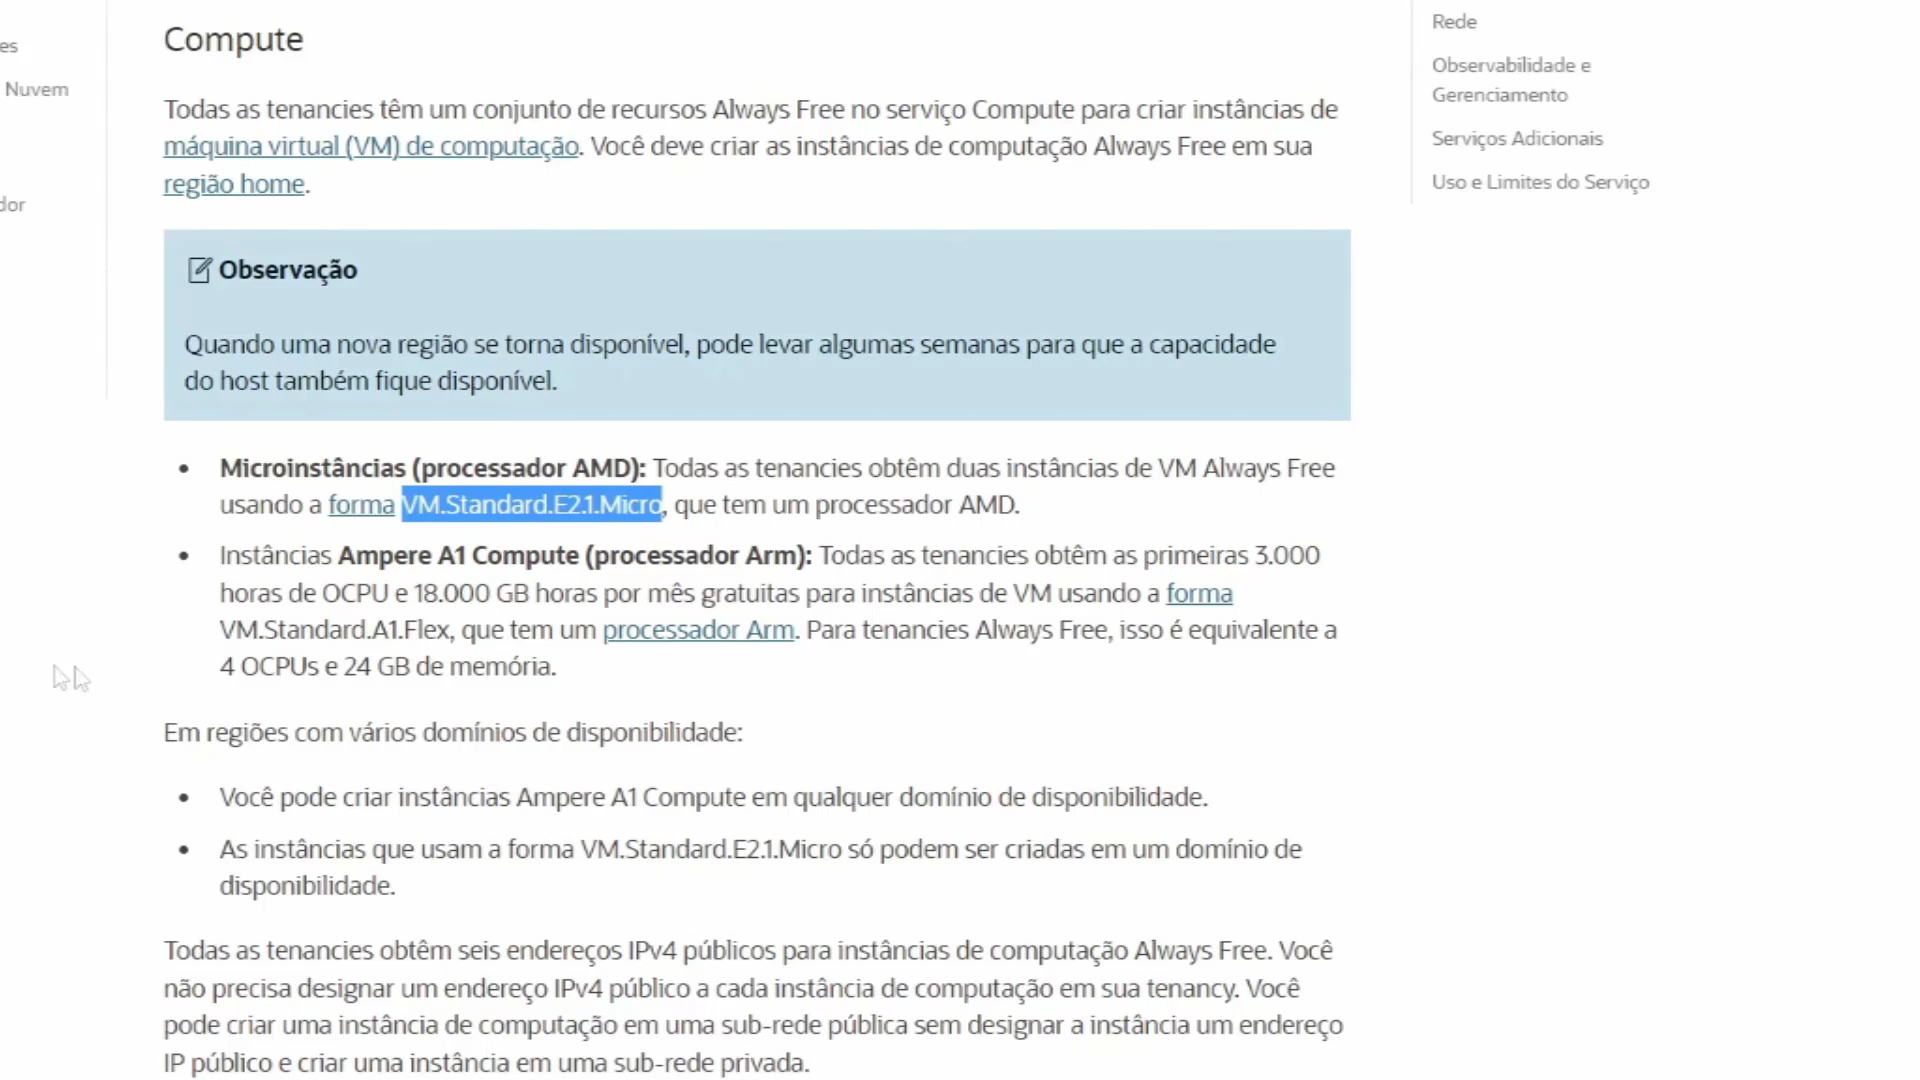 es
Nuvem
dor
Compute
Todas as tenancies têm um conjunto de recursos Always Free no serviço Compute para criar instâncias de
máquina virtual (VM) de computação. Você deve criar as instâncias de computação Always Free em sua
região home.
Observação
Quando uma nova região se torna disponível, pode levar algumas semanas para que a capacidade
do host também fique disponível.
• Microinstâncias (processador AMD): Todas as tenancies obtêm duas instâncias de VM Always Free
usando a forma VM.Standard.E2.1.Micro, que tem um processador AMD.
• Instâncias Ampere A1 Compute (processador Arm): Todas as tenancies obtêm as primeiras 3.000
horas de OCPU e 18.000 GB horas por mês gratuitas para instâncias de VM usando a forma
VM.Standard.A1.Flex, que tem um processador Arm. Para tenancies Always Free, isso é equivalente a
4 OCPUs e 24 GB de memória.
Em regiões com vários domínios de disponibilidade:
• Você pode criar instâncias Ampere A1 Compute em qualquer domínio de disponibilidade.
• As instâncias que usam a forma VM.Standard.E2.1.Micro só podem ser criadas em um domínio de
disponibilidade.
Todas as tenancies obtêm seis endereços IPv4 públicos para instâncias de computação Always Free. Você
não precisa designar um endereço IPv4 público a cada instância de computação em sua tenancy. Você
pode criar uma instância de computação em uma sub-rede pública sem designar a instância um endereço
IP público e criar uma instância em uma sub-rede privada.
Rede
Observabilidade e
Gerenciamento
Serviços Adicionais
Uso e Limites do Serviço